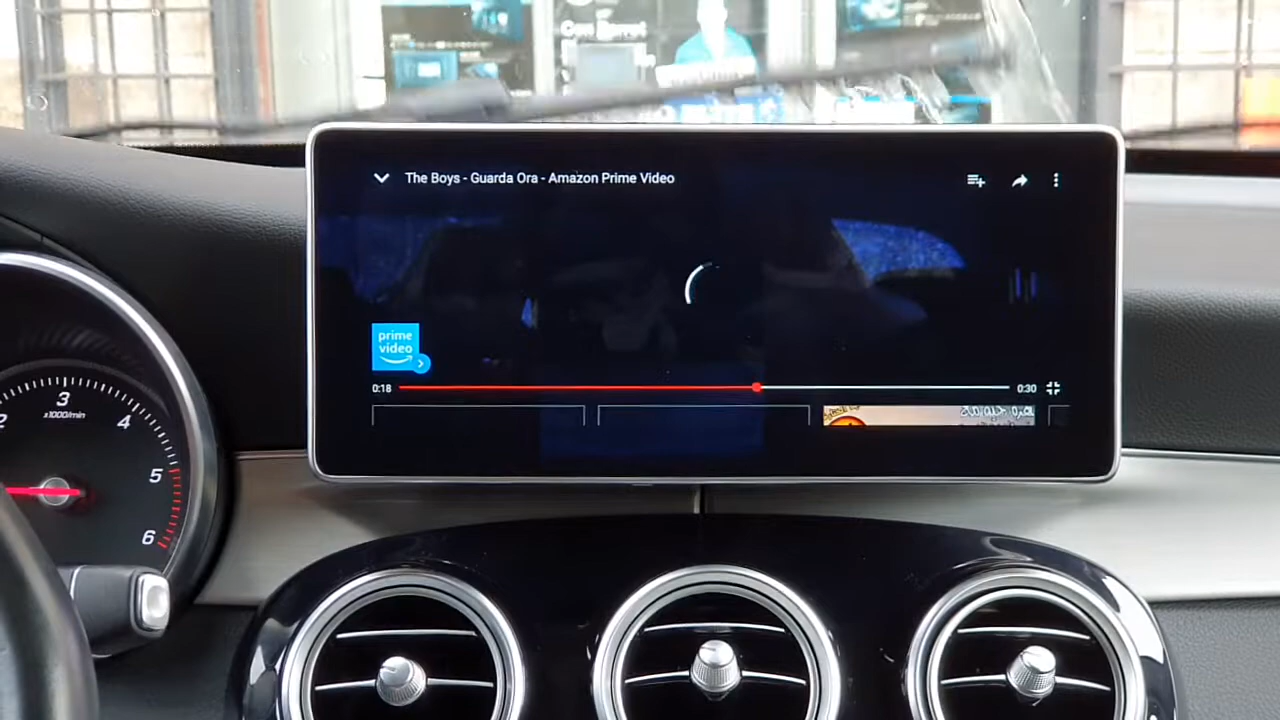 The Boys - Guarda Ora - Amazon Prime Video
prime
video
0:18
0:30
2
3
x1000/min
4
5
6